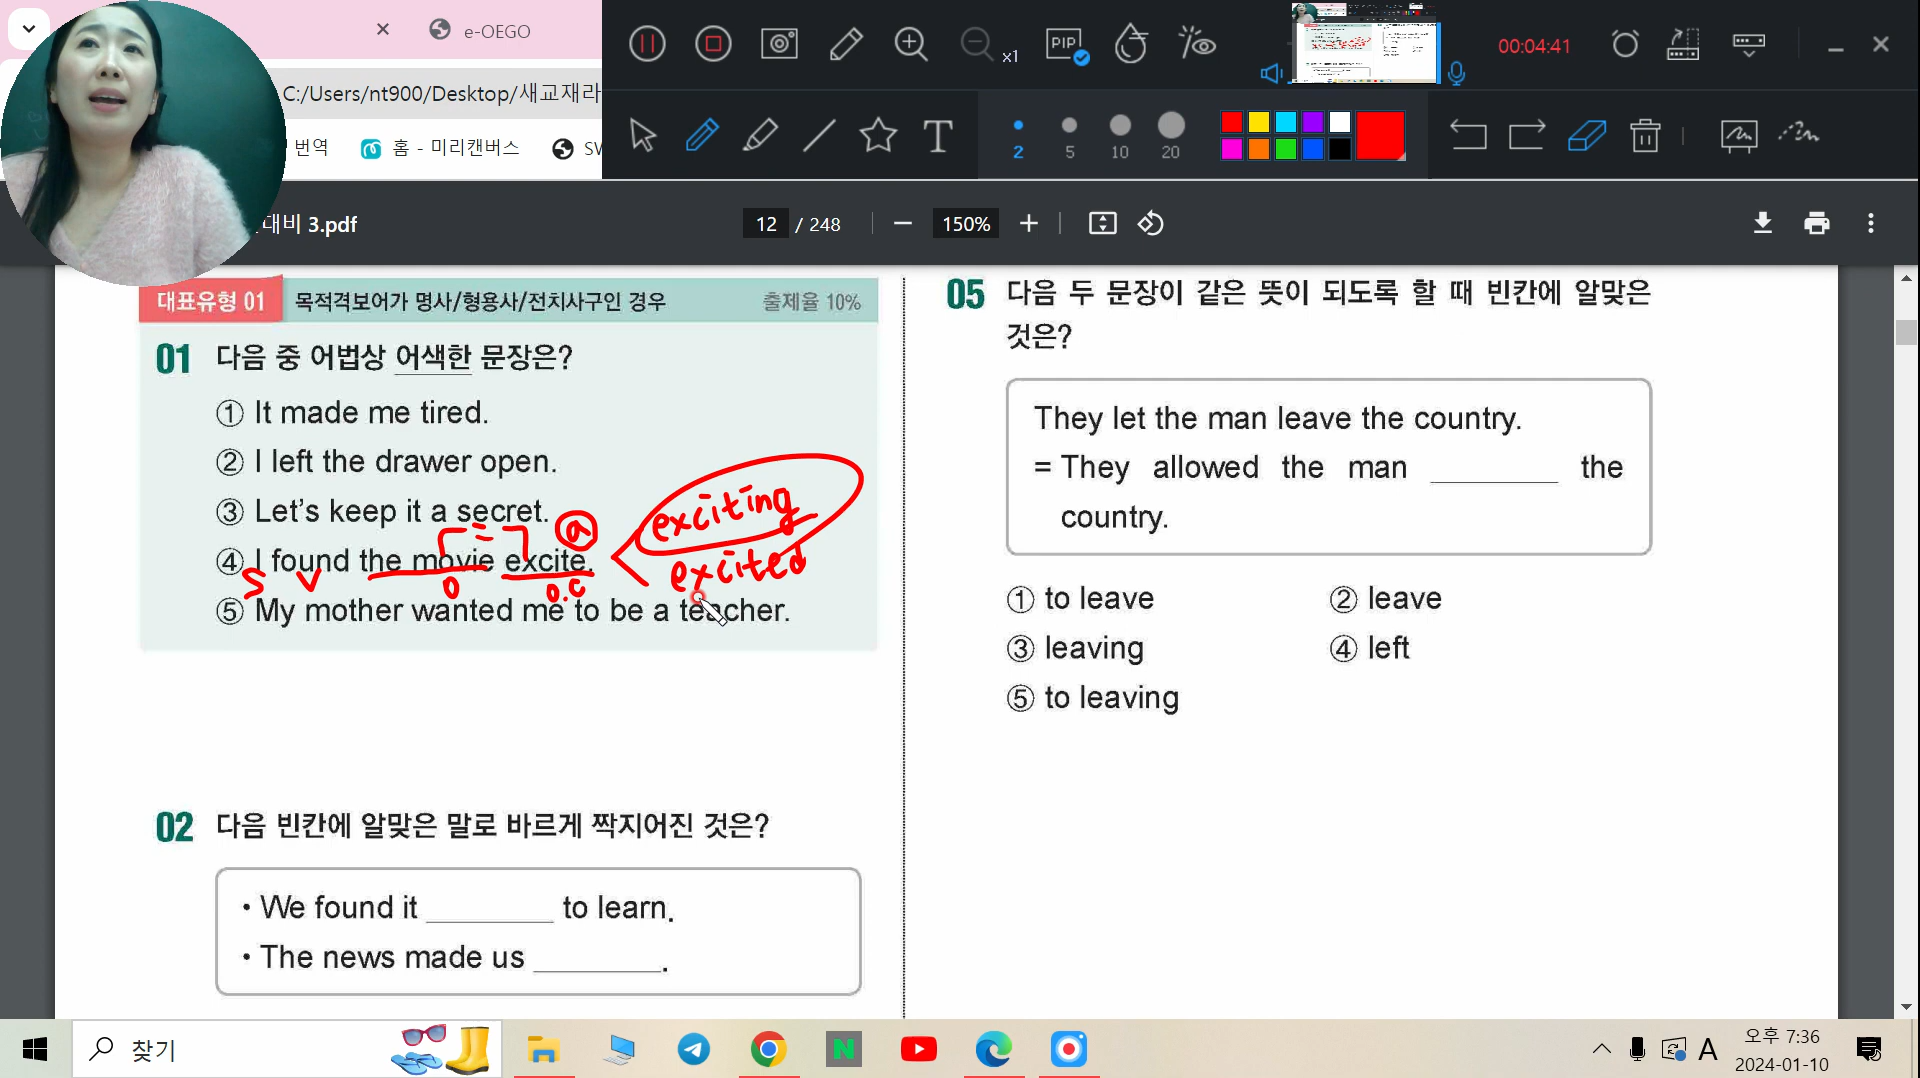 e-OEGO
C:/Users/nt900/Desktop/새교재라
번역
홈 - 미리캔버스
SW
x1
PIP
00:04:41
2
5
10
20
T
대비 3.pdf
12 / 248
150%
대표유형 01 목적격보어가 명사/형용사/전치사구인 경우 출제율 10%
01 다음 중 어법상 어색한 문장은?
① It made me tired.
② I left the drawer open.
③ Let's keep it a secret.
④ I found the movie excite.
⑤ My mother wanted me to be a teacher.
a
exciting
excited
S V O O.C
02 다음 빈칸에 알맞은 말로 바르게 짝지어진 것은?
• We found it ________ to learn.
• The news made us ________.
05 다음 두 문장이 같은 뜻이 되도록 할 때 빈칸에 알맞은
것은?
They let the man leave the country.
= They allowed the man ________ the
country.
① to leave ② leave
③ leaving ④ left
⑤ to leaving
찾기
N
A
오후 7:36
2024-01-10